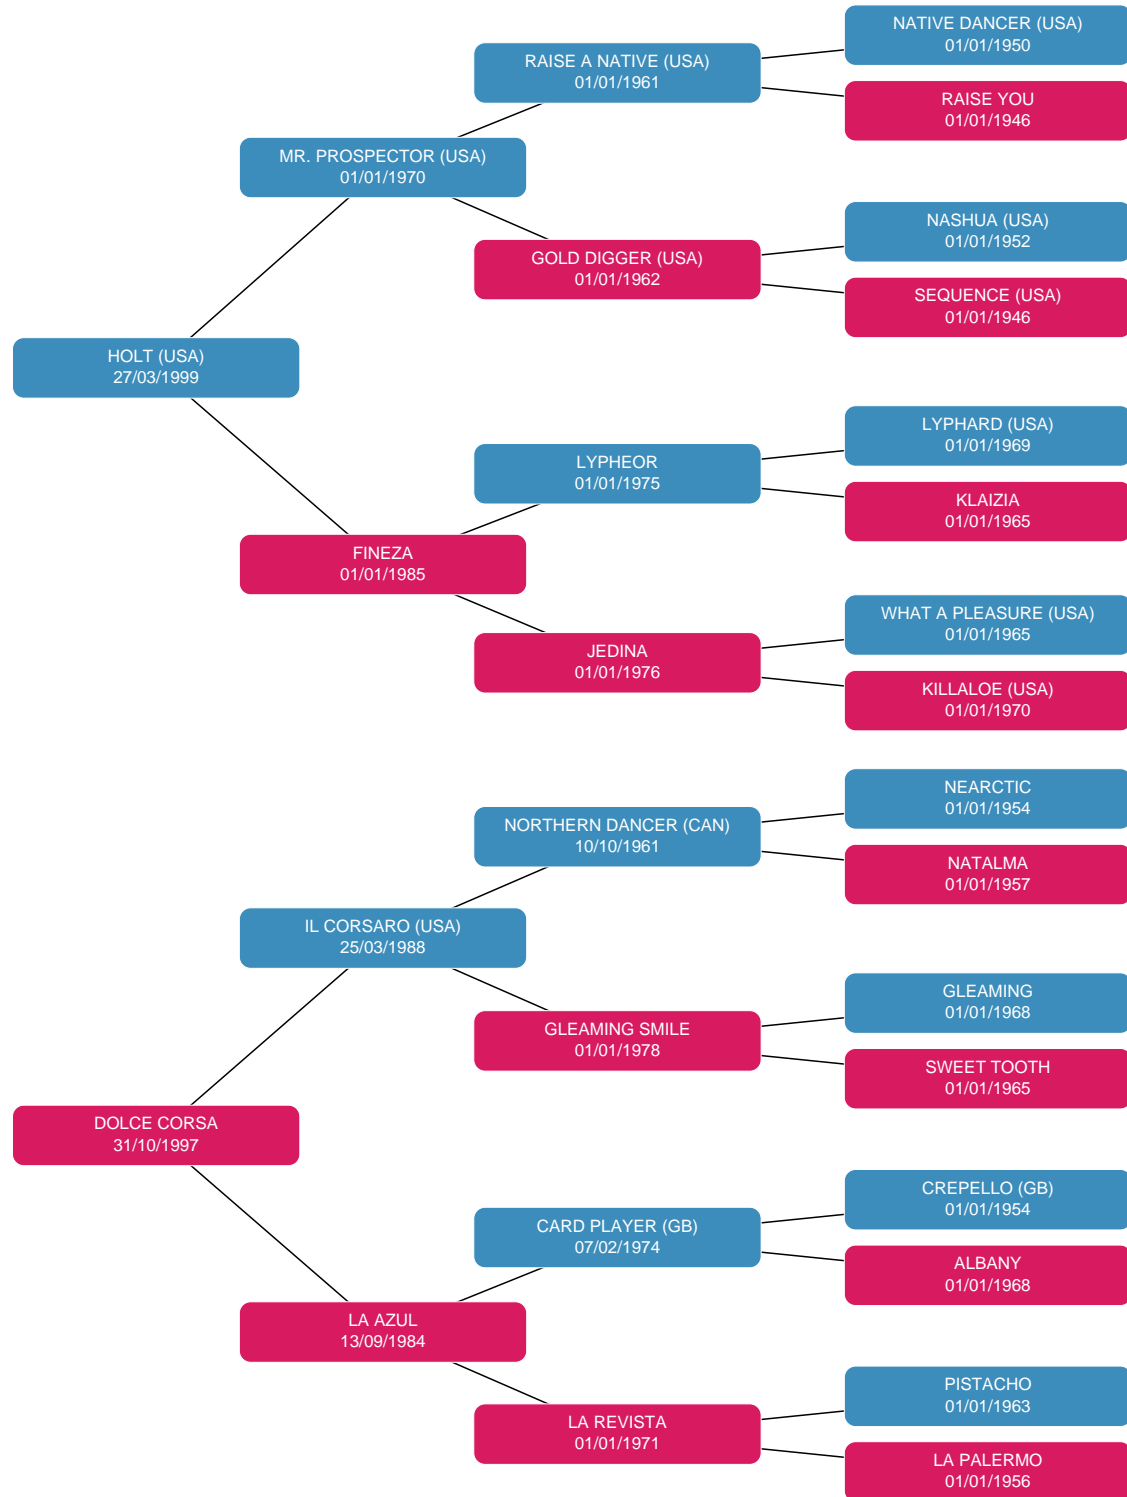 NATIVE DANCER (USA)
01/01/1950
RAISE A NATIVE (USA)
01/01/1961
RAISE YOU
01/01/1946
MR. PROSPECTOR (USA)
01/01/1970
NASHUA (USA)
01/01/1952
GOLD DIGGER (USA)
01/01/1962
SEQUENCE (USA)
01/01/1946
HOLT (USA)
27/03/1999
LYPHARD (USA)
01/01/1969
LYPHEOR
01/01/1975
KLAIZIA
01/01/1965
FINEZA
01/01/1985
WHAT A PLEASURE (USA)
01/01/1965
JEDINA
01/01/1976
KILLALOE (USA)
01/01/1970
NEARCTIC
01/01/1954
NORTHERN DANCER (CAN)
10/10/1961
NATALMA
01/01/1957
IL CORSARO (USA)
25/03/1988
GLEAMING
01/01/1968
GLEAMING SMILE
01/01/1978
SWEET TOOTH
01/01/1965
DOLCE CORSA
31/10/1997
CREPELLO (GB)
01/01/1954
CARD PLAYER (GB)
07/02/1974
ALBANY
01/01/1968
LA AZUL
13/09/1984
PISTACHO
01/01/1963
LA REVISTA
01/01/1971
LA PALERMO
01/01/1956